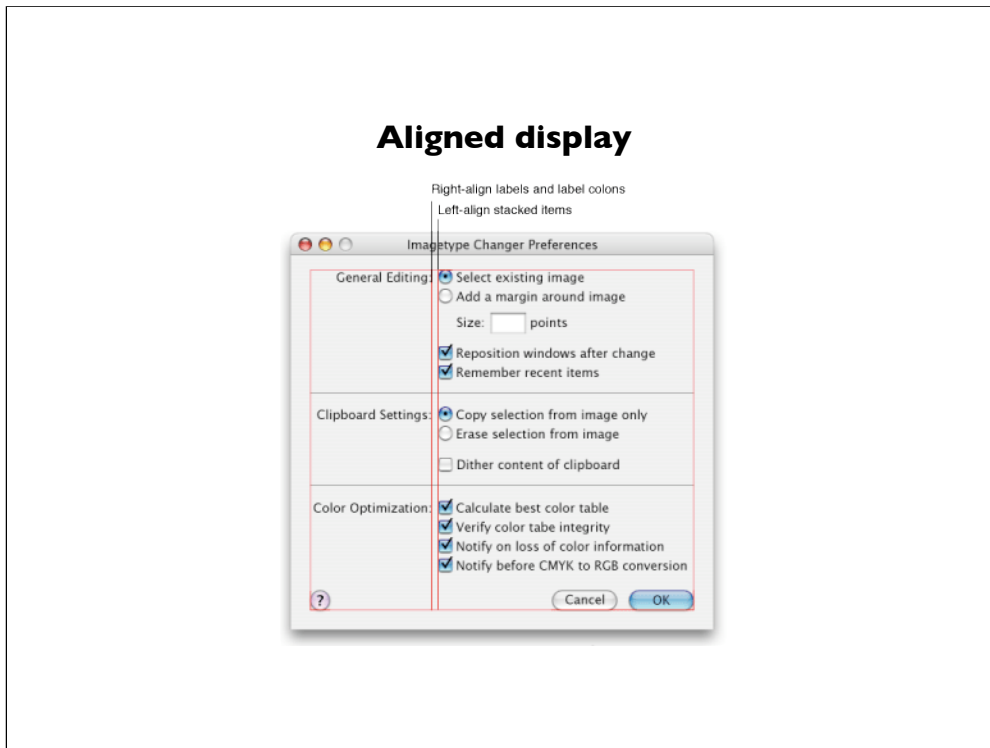 Aligned display
Right-align labels and label colons
Left-align stacked items
Imagetype Changer Preferences
General Editing: Select existing image
Add a margin around image
Size: points
Reposition windows after change
Remember recent items
Clipboard Settings: Copy selection from image only
Erase selection from image
Dither content of clipboard
Color Optimization: Calculate best color table
Verify color tabe integrity
Notify on loss of color information
Notify before CMYK to RGB conversion
? Cancel OK